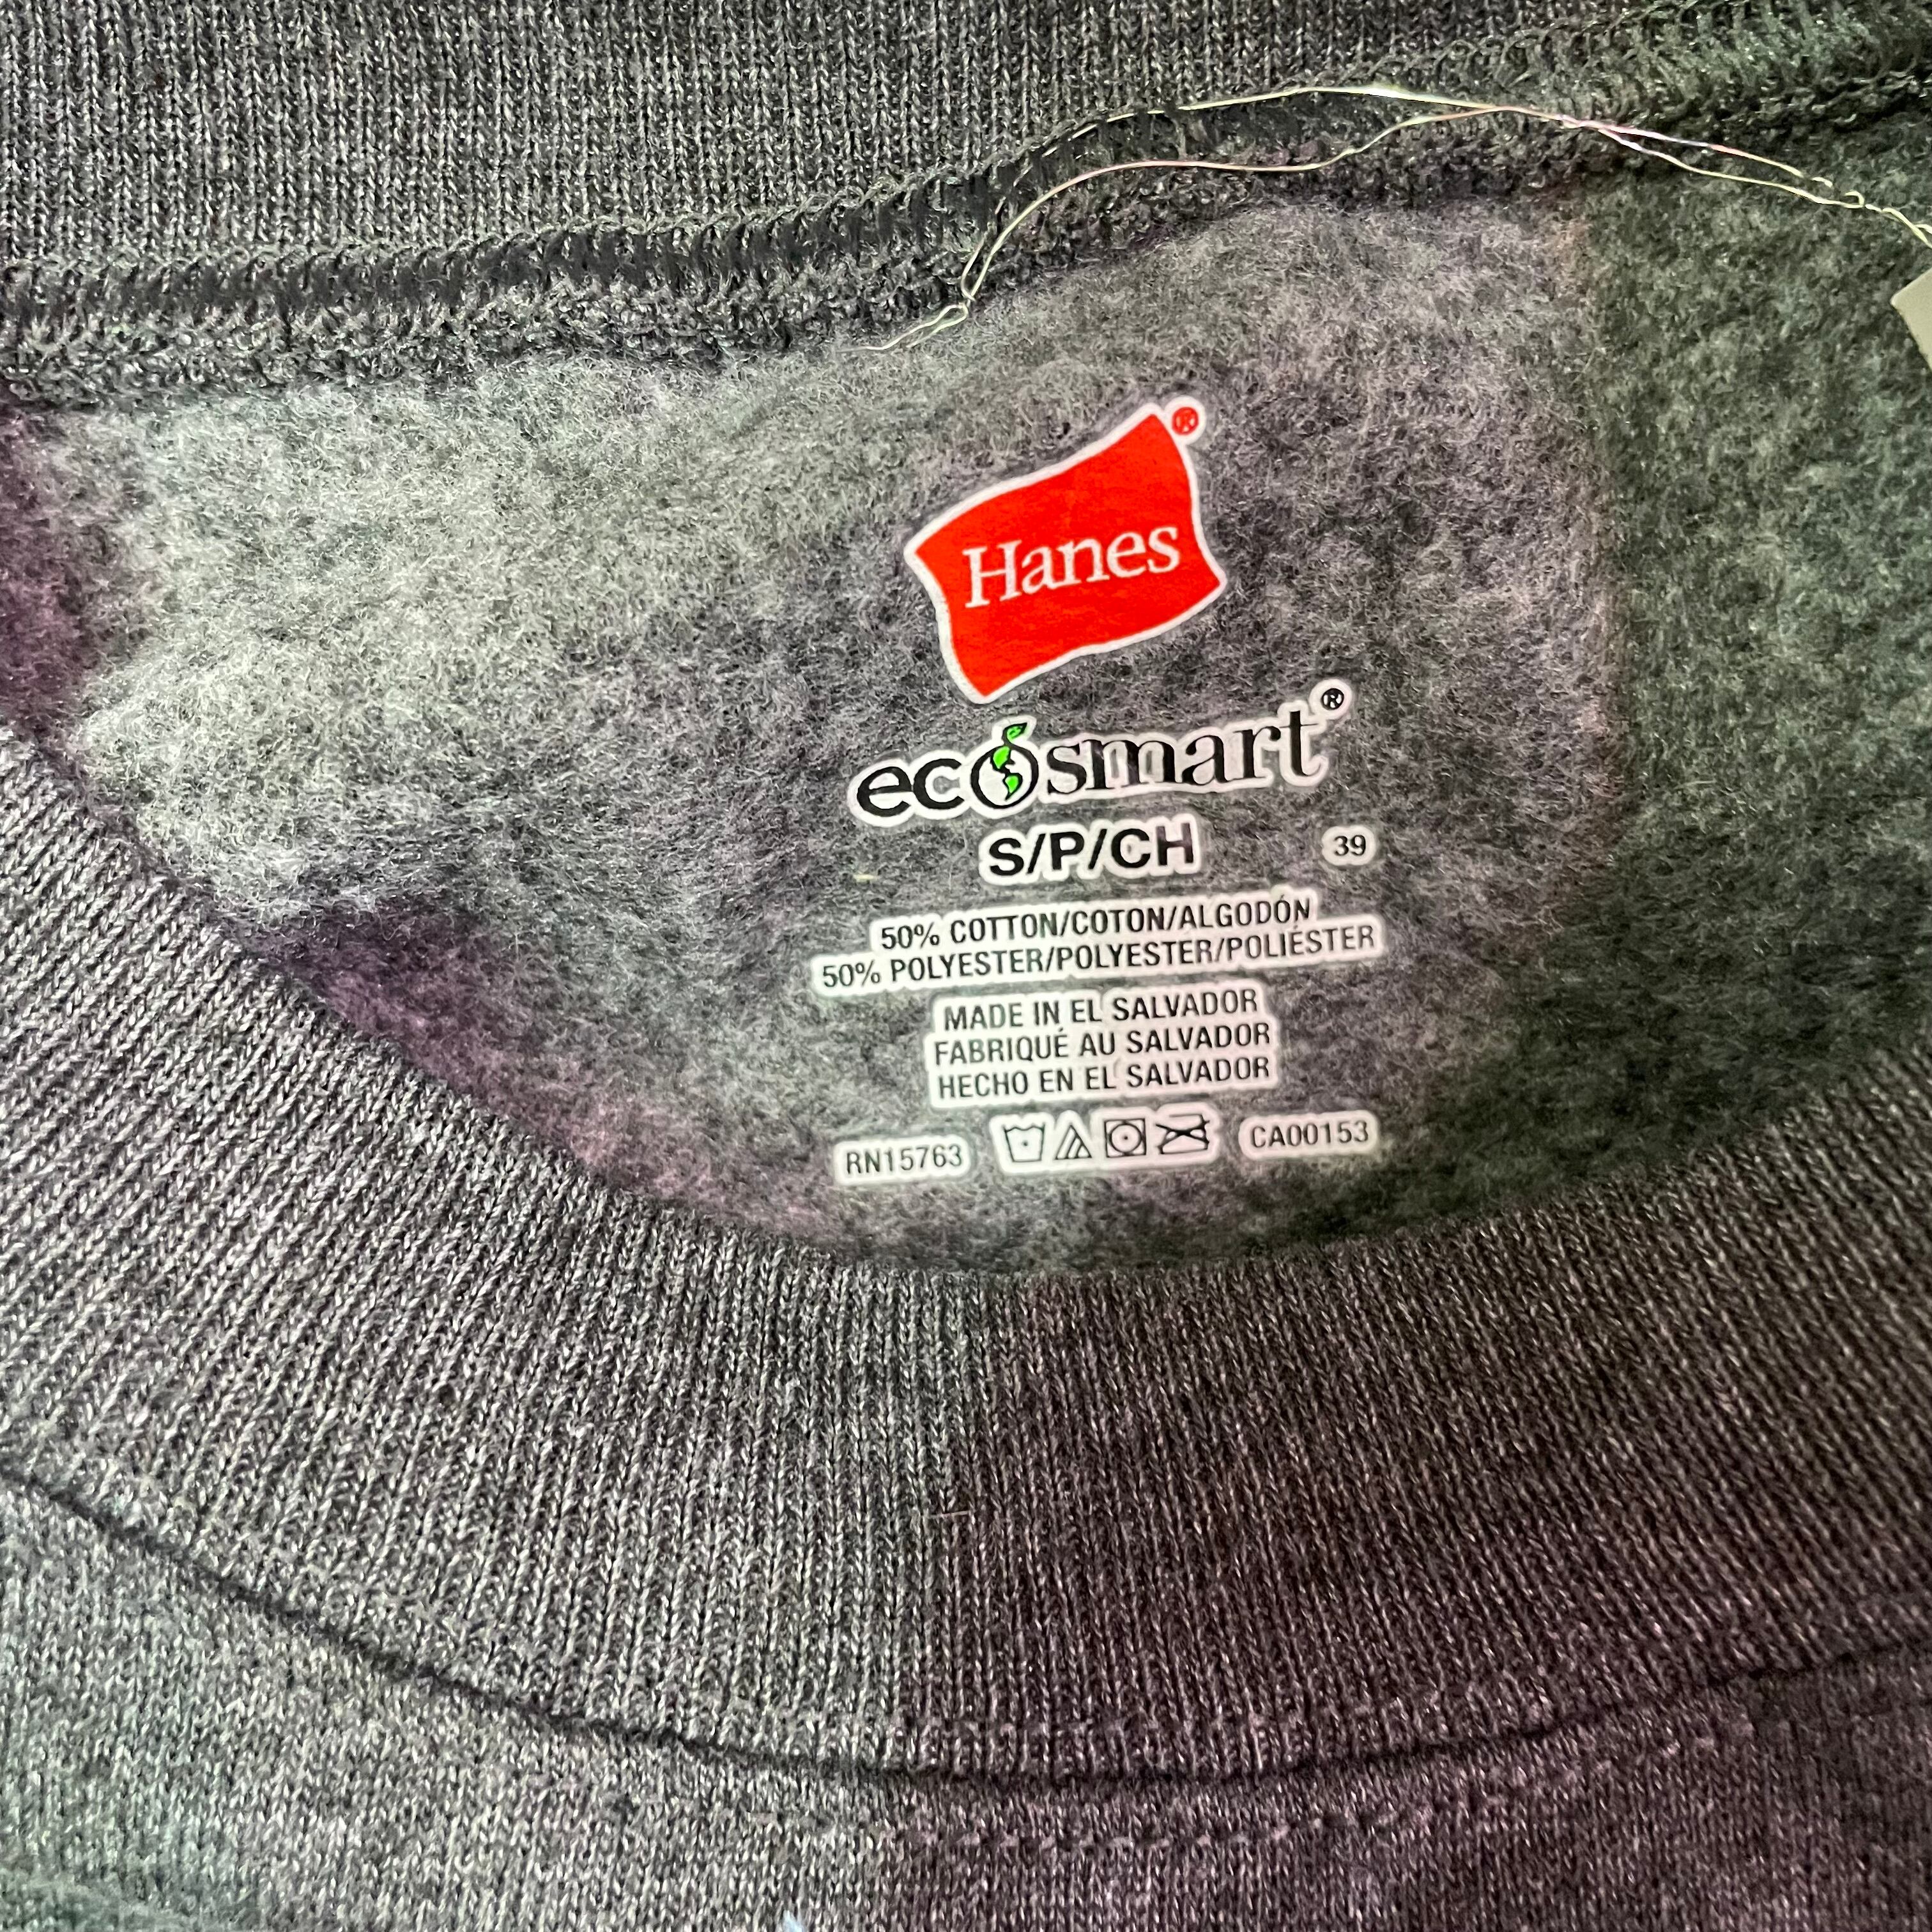 Hanes®
ecosmart®
S/P/CH 39
50% COTTON/COTON/ALGODÓN
50% POLYESTER/POLYESTER/POLIÉSTER
MADE IN EL SALVADOR
FABRIQUÉ AU SALVADOR
HECHO EN EL SALVADOR
RN15763 CA00153